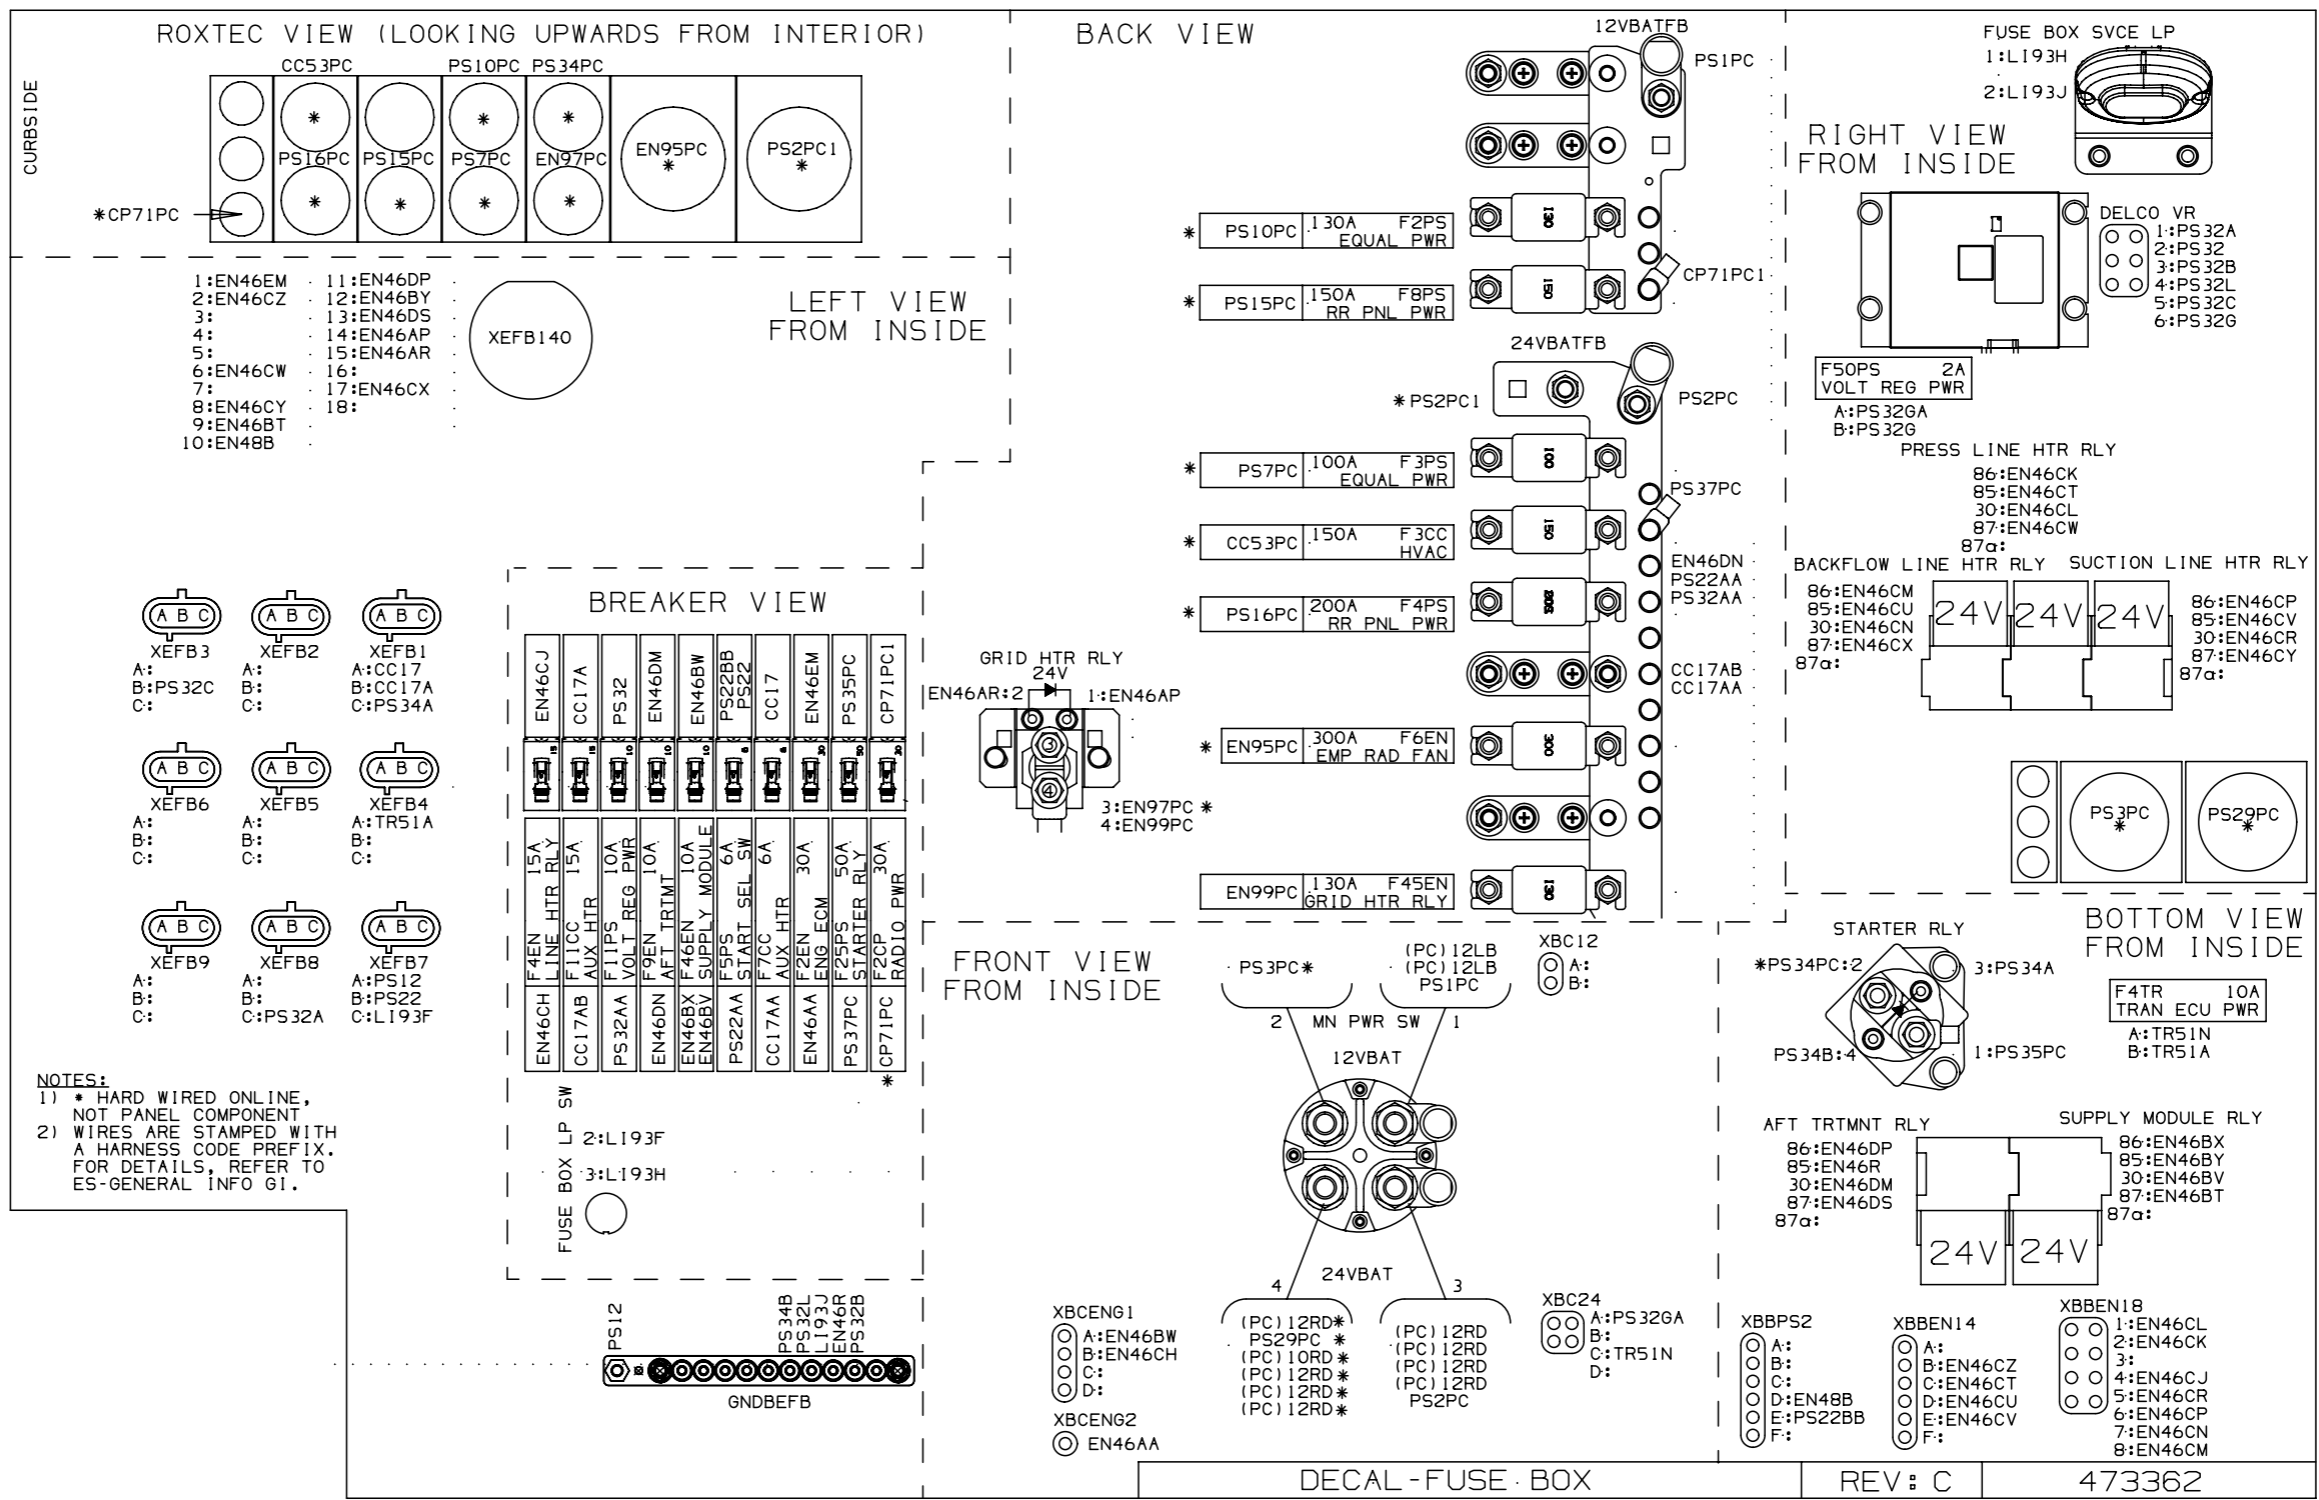 ROXTEC VIEW (LOOKING UPWARDS FROM INTERIOR)
CURBSIDE
CC53PC PS10PC PS34PC
*
*
*
PS16PC PS15PC PS7PC EN97PC
*
*
*
*
EN95PC
*
PS2PC1
*
*CP71PC
1:EN46EM
2:EN46CZ
3:
4:
5:
6:EN46CW
7:
8:EN46CY
9:EN46BT
10:EN48B
11:EN46DP
12:EN46BY
13:EN46DS
14:EN46AP
15:EN46AR
16:
17:EN46CX
18:
XEFB140
LEFT VIEW
FROM INSIDE
A B C
XEFB3
A:
B:PS32C
C:
A B C
XEFB2
A:
B:
C:
A B C
XEFB1
A:CC17
B:CC17A
C:PS34A
A B C
XEFB6
A:
B:
C:
A B C
XEFB5
A:
B:
C:
A B C
XEFB4
A:TR51A
B:
C:
A B C
XEFB9
A:
B:
C:
A B C
XEFB8
A:
B:
C:PS32A
A B C
XEFB7
A:PS12
B:PS22
C:LI93F
NOTES:
1) * HARD WIRED ONLINE,
NOT PANEL COMPONENT
2) WIRES ARE STAMPED WITH
A HARNESS CODE PREFIX.
FOR DETAILS, REFER TO
ES-GENERAL INFO GI.
BREAKER VIEW
EN46CJ
CC17A
PS32
EN46DM
EN46BW
PS22BB
PS22
CC17
EN46EM
PS35PC
CP71PC1
15
15
10
10
10
6
6
30
50
30
F4EN 15A
LINE HTR RLY
F11CC 15A
AUX HTR
F11PS 10A
VOLT REG PWR
F9EN 10A
AFT TRTMT
F46EN 10A
SUPPLY MODULE
F5PS 6A
START SEL SW
F7CC 6A
AUX HTR
F2EN 30A
ENG ECM
F25PS 50A
STARTER RLY
F2CP 30A
RADIO PWR
EN46CH
CC17AB
PS32AA
EN46DN
EN46BX
EN46BV
PS22AA
CC17AA
EN46AA
PS37PC
CP71PC
*
FUSE BOX LP SW
2:LI93F
3:LI93H
PS12
PS34B
PS32L
LI93J
EN46R
PS32B
GNDBEFB
BACK VIEW
12VBATFB
PS1PC
* PS10PC 130A F2PS
EQUAL PWR
130
* PS15PC 150A F8PS
RR PNL PWR
150
CP71PC1
24VBATFB
*PS2PC1
PS2PC
* PS7PC 100A F3PS
EQUAL PWR
100
PS37PC
* CC53PC 150A F3CC
HVAC
150
EN46DN
PS22AA
PS32AA
* PS16PC 200A F4PS
RR PNL PWR
CC17AB
CC17AA
* EN95PC 300A F6EN
EMP RAD FAN
300
EN99PC 130A F45EN
GRID HTR RLY
130
GRID HTR RLY
24V
EN46AR:2
1:EN46AP
3
4
3:EN97PC *
4:EN99PC
RIGHT VIEW
FROM INSIDE
FUSE BOX SVCE LP
1:LI93H
2:LI93J
DELCO VR
1:PS32A
2:PS32
3:PS32B
4:PS32L
5:PS32C
6:PS32G
F50PS 2A
VOLT REG PWR
A:PS32GA
B:PS32G
PRESS LINE HTR RLY
86:EN46CK
85:EN46CT
30:EN46CL
87:EN46CW
87a:
BACKFLOW LINE HTR RLY
86:EN46CM
85:EN46CU
30:EN46CN
87:EN46CX
87a:
24V 24V 24V
SUCTION LINE HTR RLY
86:EN46CP
85:EN46CV
30:EN46CR
87:EN46CY
87a:
PS3PC
*
PS29PC
*
FRONT VIEW
FROM INSIDE
PS3PC*
(PC)12LB
(PC)12LB
PS1PC
2 MN PWR SW 1
12VBAT
24VBAT
4
3
(PC)12RD*
PS29PC *
(PC)10RD*
(PC)12RD*
(PC)12RD*
(PC)12RD*
(PC)12RD
(PC)12RD
(PC)12RD
(PC)12RD
PS2PC
XBC12
A:
B:
XBCENG1
A:EN46BW
B:EN46CH
C:
D:
XBCENG2
EN46AA
XBC24
A:PS32GA
B:
C:TR51N
D:
BOTTOM VIEW
FROM INSIDE
STARTER RLY
*PS34PC:2
3:PS34A
PS34B:4
1:PS35PC
F4TR 10A
TRAN ECU PWR
A:TR51N
B:TR51A
AFT TRTMNT RLY
86:EN46DP
85:EN46R
30:EN46DM
87:EN46DS
87a:
SUPPLY MODULE RLY
86:EN46BX
85:EN46BY
30:EN46BV
87:EN46BT
87a:
24V 24V
XBBPS2
A:
B:
C:
D:EN48B
E:PS22BB
F:
XBBEN14
A:
B:EN46CZ
C:EN46CT
D:EN46CU
E:EN46CV
F:
XBBEN18
1:EN46CL
2:EN46CK
3:
4:EN46CJ
5:EN46CR
6:EN46CP
7:EN46CN
8:EN46CM
DECAL-FUSE BOX REV: C 473362